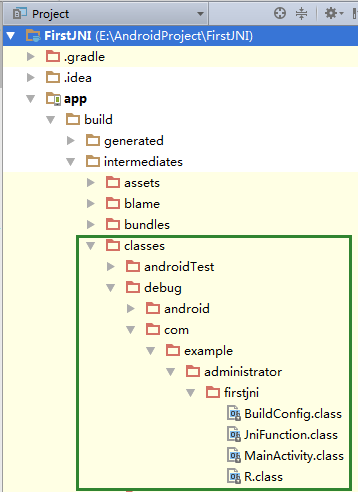 Project
FirstJNI (E:\AndroidProject\FirstJNI)
.gradle
.idea
app
build
generated
intermediates
assets
blame
bundles
classes
androidTest
debug
android
com
example
administrator
firstjni
BuildConfig.class
JniFunction.class
MainActivity.class
R.class